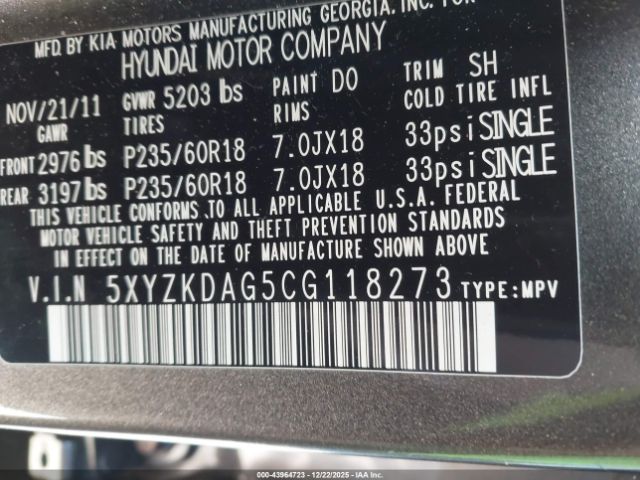 MFD.BY KIA MOTORS MANUFACTURING GEORGIA, INC. FOR
HYUNDAI MOTOR COMPANY
NOV/21/11 GVWR 5203 lbs PAINT DO TRIM SH
GAWR TIRES RIMS COLD TIRE INFL
FRONT 2976 lbs P235/60R18 7.0JX18 33psi SINGLE
REAR 3197 lbs P235/60R18 7.0JX18 33psi SINGLE
THIS VEHICLE CONFORMS TO ALL APPLICABLE U.S.A. FEDERAL
MOTOR VEHICLE SAFETY AND THEFT PREVENTION STANDARDS
IN EFFECT ON THE DATE OF MANUFACTURE SHOWN ABOVE.
V.I.N 5XYZKDAG5CG118273 TYPE:MPV
000-43964723 - 12/22/2025 - IAA Inc.